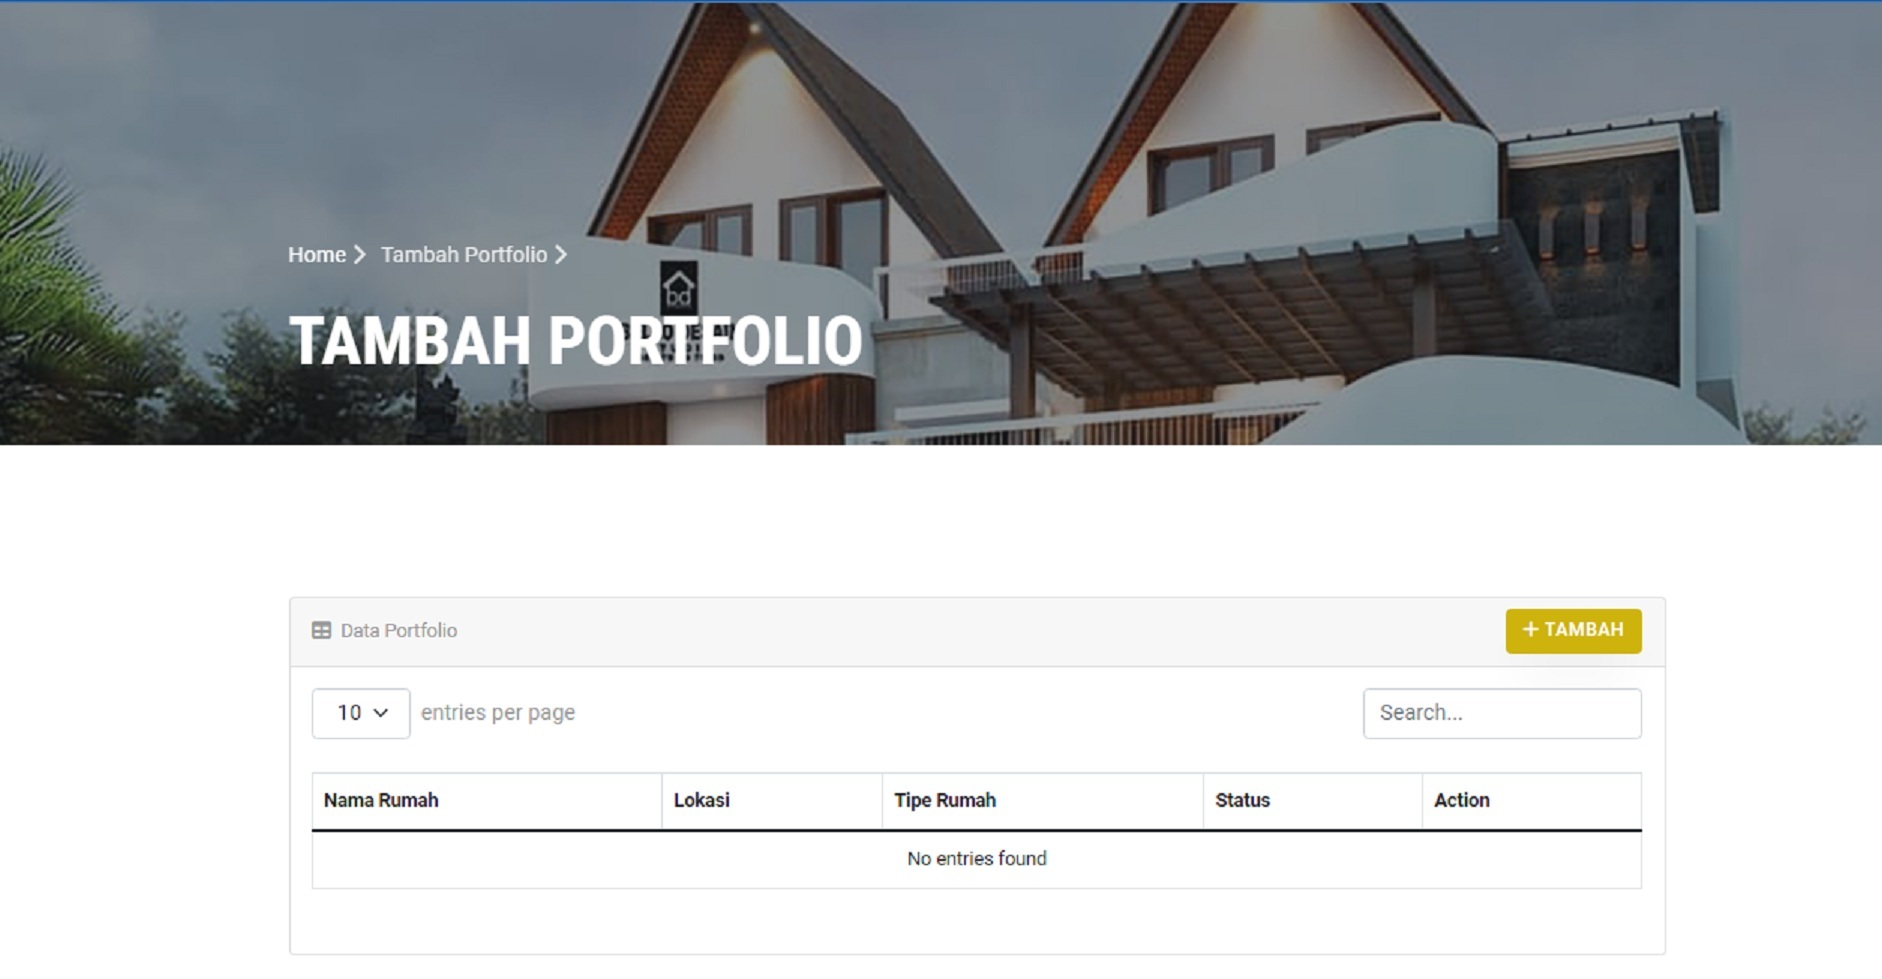 Home Tambah Portfolio
bd
TAMBAH PORTFOLIO
Data Portfolio
+ TAMBAH
10 entries per page
Search...
Nama Rumah Lokasi Tipe Rumah Status Action
No entries found